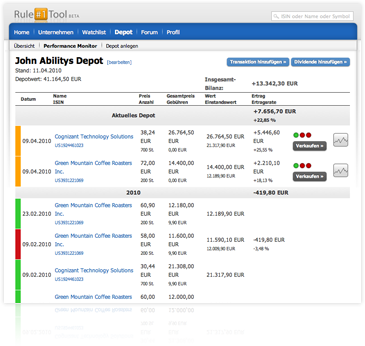 Rule #1 Tool BETA
ISIN oder Name oder Symbol
Home Unternehmen Watchlist Depot Forum Profil
Übersicht Performance Monitor Depot anlegen
John Abilitys Depot [bearbeiten]
Transaktion hinzufügen » Dividende hinzufügen »
Stand: 11.04.2010
Depotwert: 41.164,50 EUR
Insgesamt-
Bilanz:
+13.342,30 EUR
Datum Name Preis Gesamtpreis Wert Ertrag
ISIN Anzahl Gebühren Einstandswert Ertragsrate
Aktuelles Depot +7.656,70 EUR
+22,85 %
09.04.2010 Cognizant Technology Solutions 38,24 EUR 26.764,50 EUR 26.764,50 EUR +5.446,60 EUR
US1924461023 700 St. 0,00 EUR 21.317,90 EUR +25,55 %
Verkaufen »
09.04.2010 Green Mountain Coffee Roasters Inc. 72,00 EUR 14.400,00 EUR 14.400,00 EUR +2.210,10 EUR
US3931221069 200 St. 0,00 EUR 12.189,90 EUR +18,13 %
Verkaufen »
2010 -419,80 EUR
23.02.2010 Green Mountain Coffee Roasters Inc. 60,90 EUR 12.180,00 EUR 12.189,90 EUR
US3931221069 200 St. 9,90 EUR
09.02.2010 Green Mountain Coffee Roasters Inc. 58,00 EUR 11.600,00 EUR 11.590,10 EUR -419,80 EUR
US3931221069 200 St. 9,90 EUR 12.009,90 EUR -3,48 %
09.02.2010 Cognizant Technology Solutions 30,44 EUR 21.308,00 EUR 21.317,90 EUR
US1924461023 700 St. 9,90 EUR
Green Mountain Coffee Roasters 60,00 12.000,00